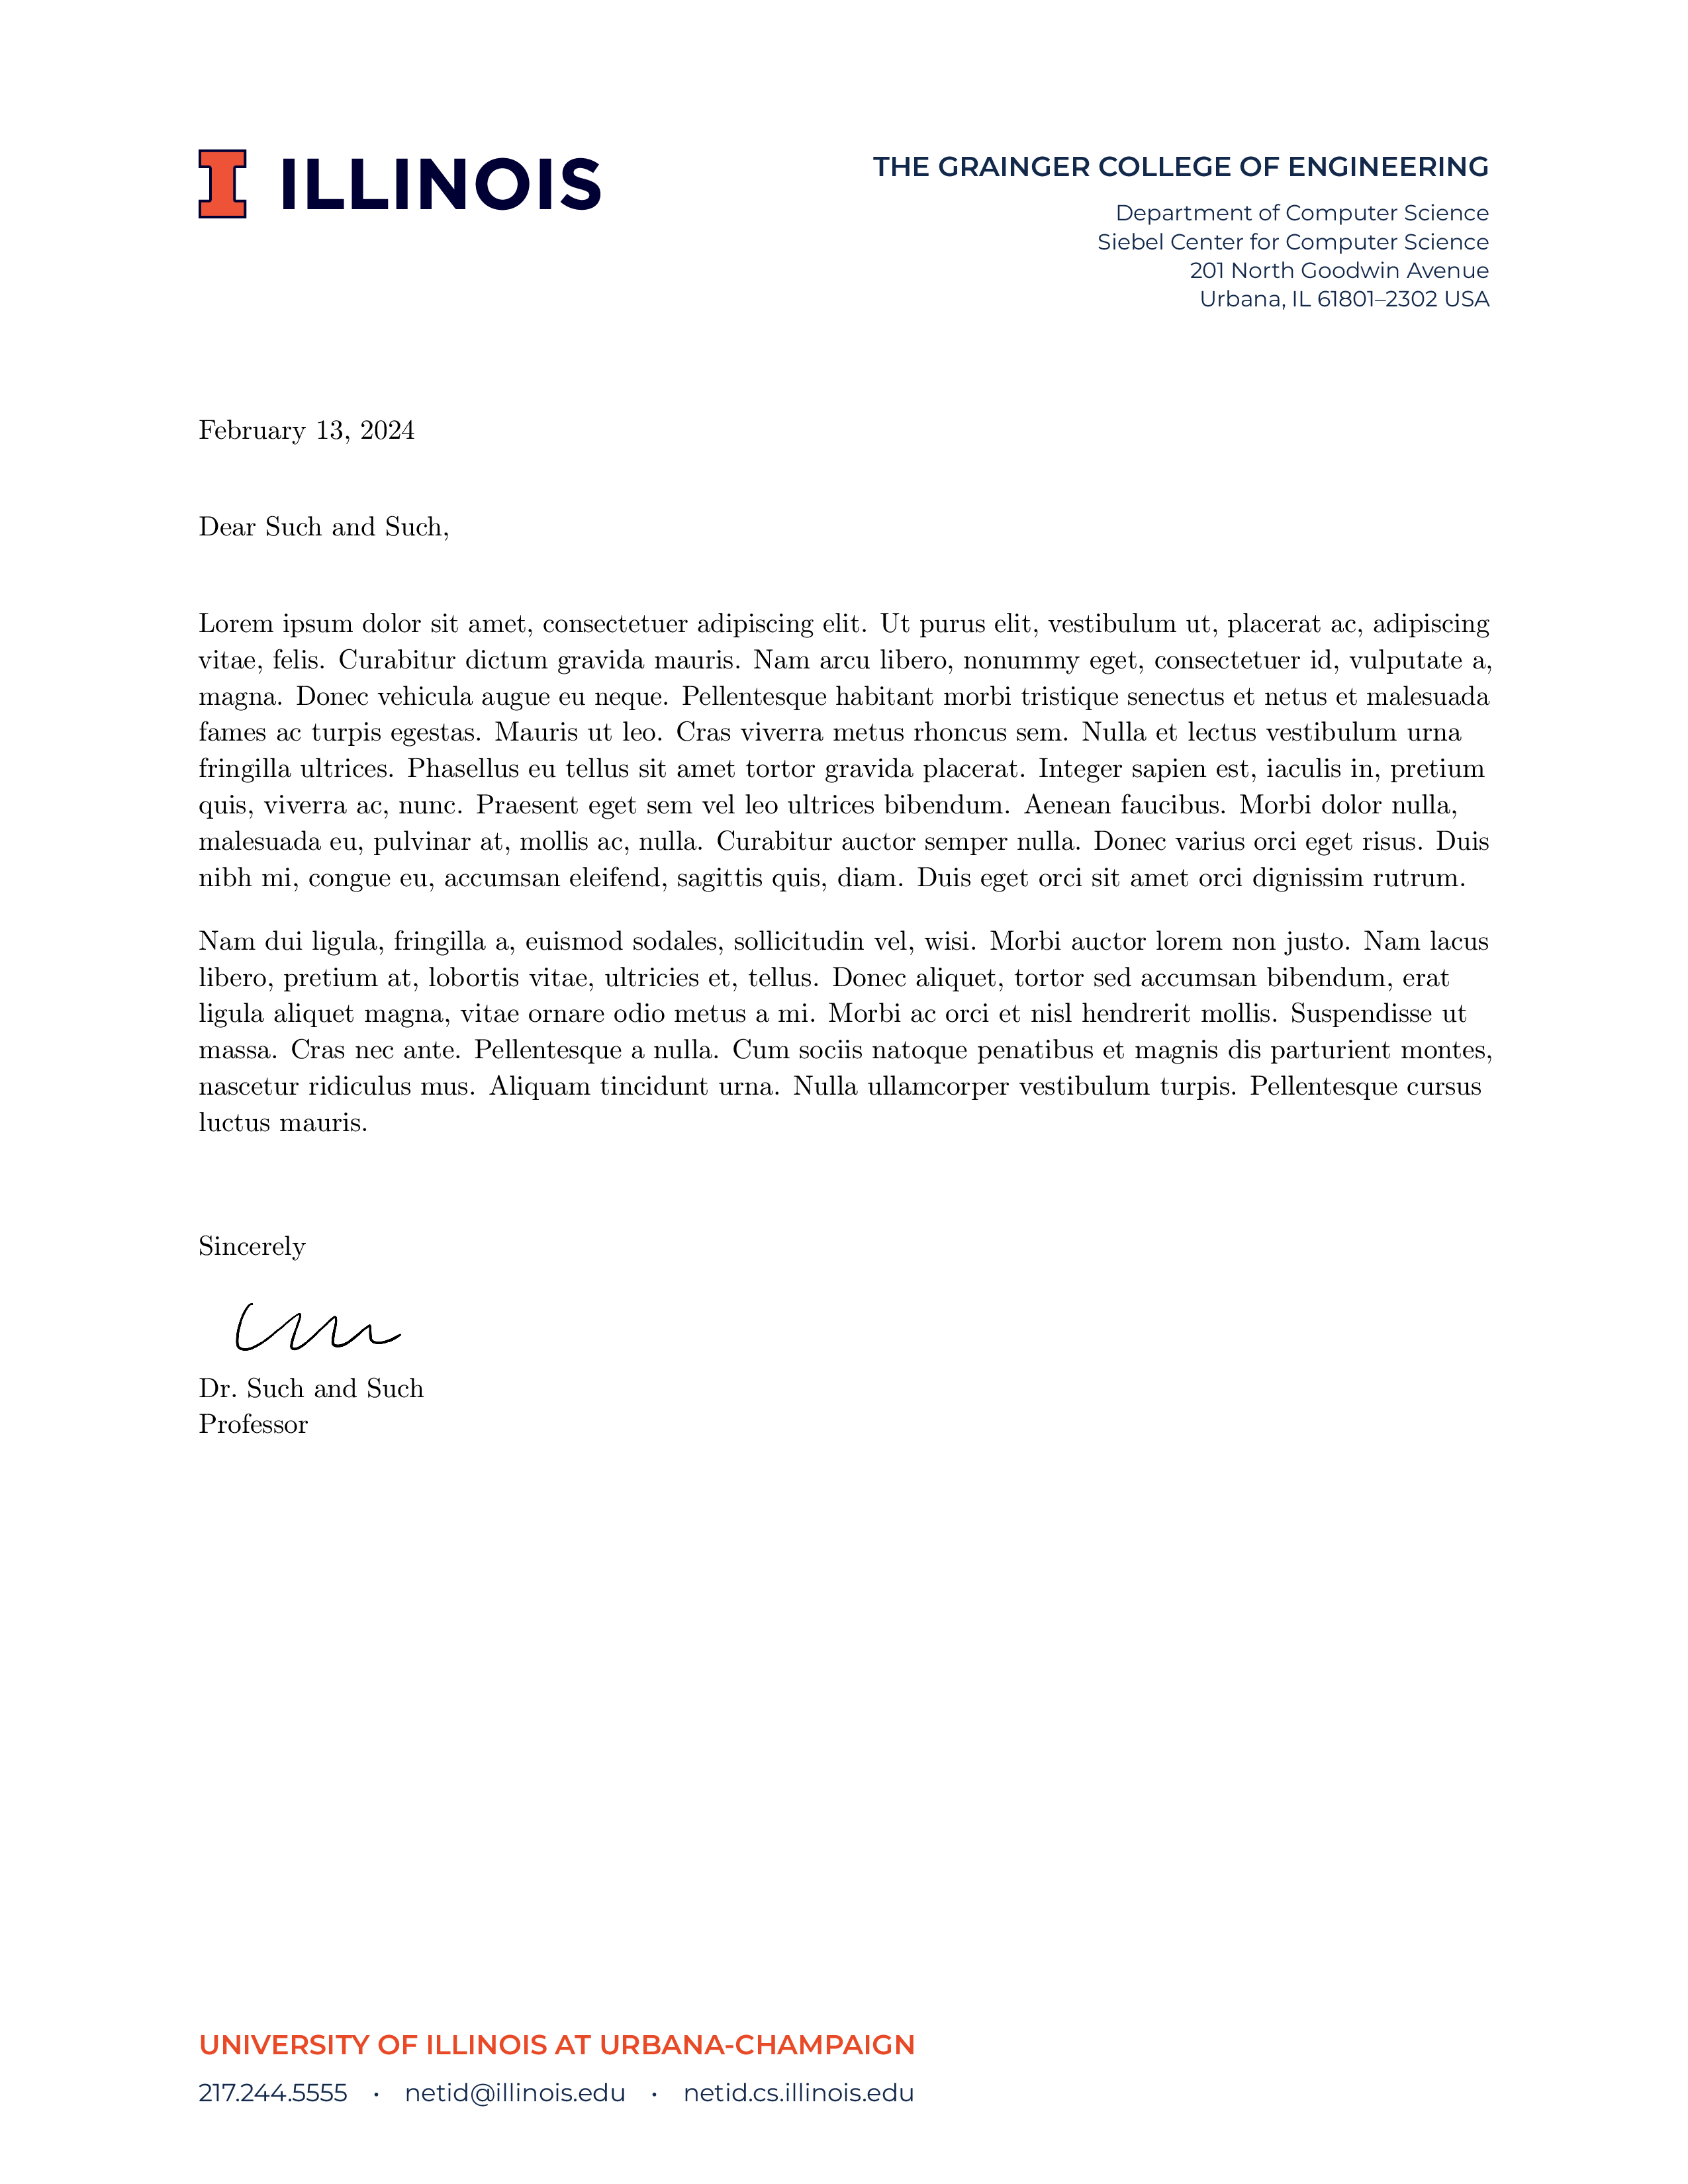 ILLINOIS
THE GRAINGER COLLEGE OF ENGINEERING
Department of Computer Science
Siebel Center for Computer Science
201 North Goodwin Avenue
Urbana, IL 61801–2302 USA
February 13, 2024
Dear Such and Such,
Lorem ipsum dolor sit amet, consectetuer adipiscing elit. Ut purus elit, vestibulum ut, placerat ac, adipiscing
vitae, felis. Curabitur dictum gravida mauris. Nam arcu libero, nonummy eget, consectetuer id, vulputate a,
magna. Donec vehicula augue eu neque. Pellentesque habitant morbi tristique senectus et netus et malesuada
fames ac turpis egestas. Mauris ut leo. Cras viverra metus rhoncus sem. Nulla et lectus vestibulum urna
fringilla ultrices. Phasellus eu tellus sit amet tortor gravida placerat. Integer sapien est, iaculis in, pretium
quis, viverra ac, nunc. Praesent eget sem vel leo ultrices bibendum. Aenean faucibus. Morbi dolor nulla,
malesuada eu, pulvinar at, mollis ac, nulla. Curabitur auctor semper nulla. Donec varius orci eget risus. Duis
nibh mi, congue eu, accumsan eleifend, sagittis quis, diam. Duis eget orci sit amet orci dignissim rutrum.
Nam dui ligula, fringilla a, euismod sodales, sollicitudin vel, wisi. Morbi auctor lorem non justo. Nam lacus
libero, pretium at, lobortis vitae, ultricies et, tellus. Donec aliquet, tortor sed accumsan bibendum, erat
ligula aliquet magna, vitae ornare odio metus a mi. Morbi ac orci et nisl hendrerit mollis. Suspendisse ut
massa. Cras nec ante. Pellentesque a nulla. Cum sociis natoque penatibus et magnis dis parturient montes,
nascetur ridiculus mus. Aliquam tincidunt urna. Nulla ullamcorper vestibulum turpis. Pellentesque cursus
luctus mauris.
Sincerely
Dr. Such and Such
Professor
UNIVERSITY OF ILLINOIS AT URBANA-CHAMPAIGN
217.244.5555 • netid@illinois.edu • netid.cs.illinois.edu